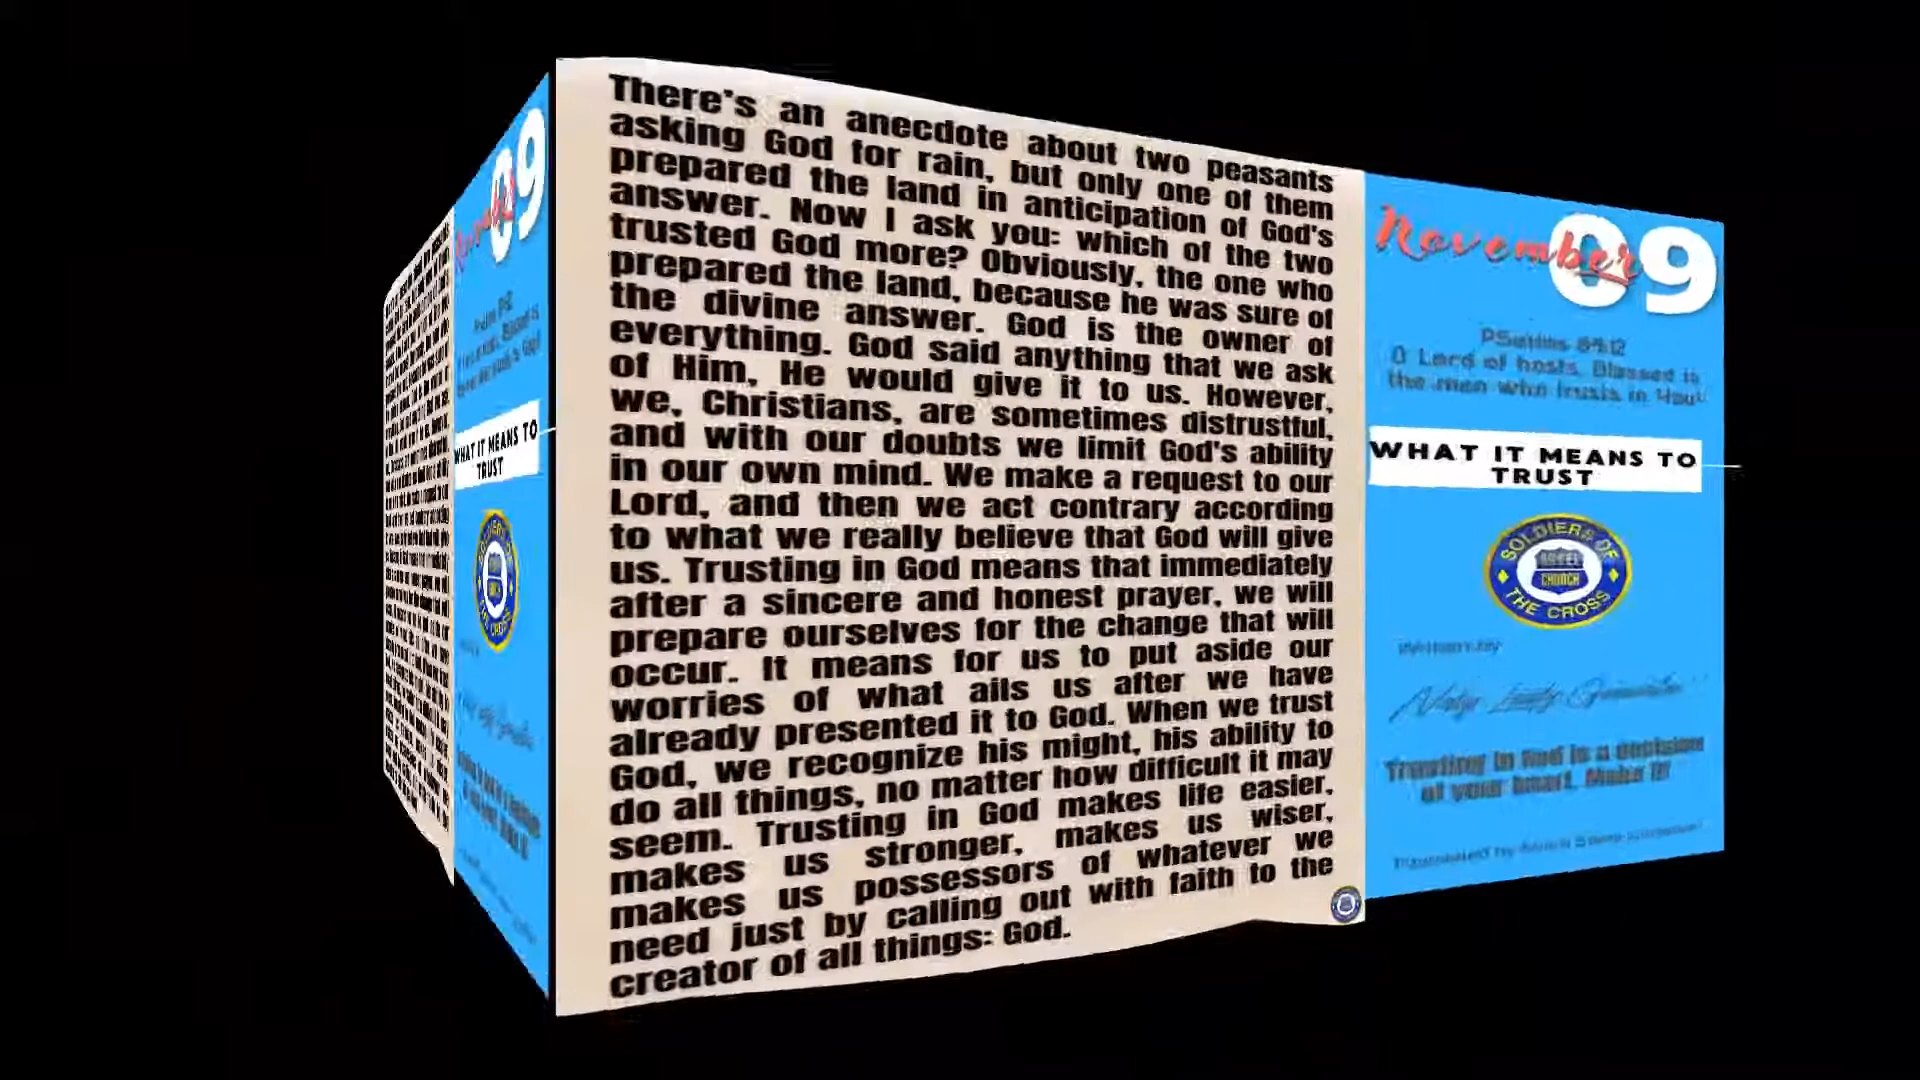 There's an anecdote about two peasants
asking God for rain, but only one of them
prepared the land in anticipation of God's
answer. Now I ask you: which of the two
trusted God more? Obviously, the one who
prepared the land, because he was sure of
the divine answer. God is the owner of
everything. God said anything that we ask
of Him, He would give it to us. However,
we, Christians, are sometimes distrustful,
and with our doubts we limit God's ability
in our own mind. We make a request to our
Lord, and then we act contrary according
to what we really believe that God will give
us. Trusting in God means that immediately
after a sincere and honest prayer, we will
prepare ourselves for the change that will
occur. It means for us to put aside our
worries of what ails us after we have
already presented it to God. When we trust
God, we recognize his might, his ability to
do all things, no matter how difficult it may
seem. Trusting in God makes life easier,
makes us stronger, makes us wiser,
makes us possessors of whatever we
need just by calling out with faith to the
creator of all things: God.
November 09
O Lord of hosts, Blessed is
the man who trusts in You!
WHAT IT MEANS TO
TRUST
SOLDIERS OF
CHURCH
THE CROSS
Trusting in God is a decision
of your heart. Make it!
November 09
WHAT IT MEANS TO
TRUST
SOLDIERS OF
THE CROSS